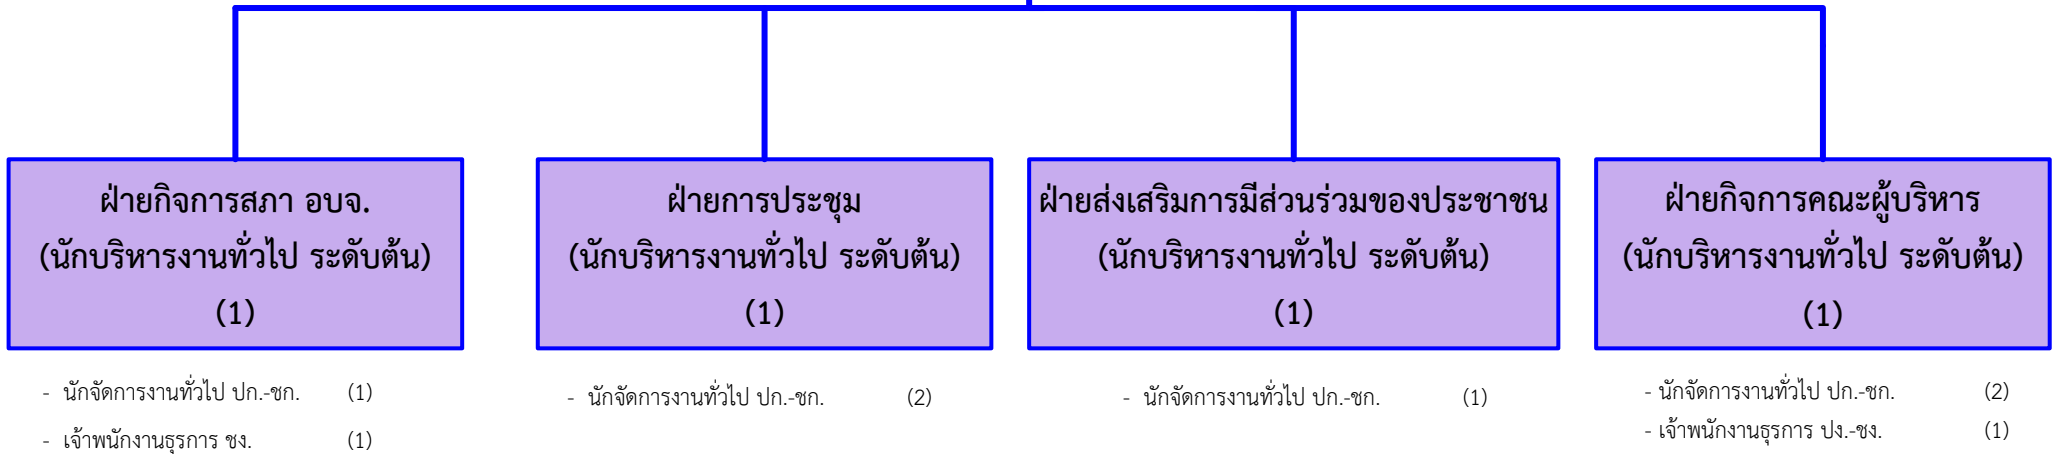 ฝ่ายกิจการสภา อบจ.
(นักบริหารงานทั่วไป ระดับต้น)
(1)
- นักจัดการงานทั่วไป ปก.-ชก. (1)
- เจ้าพนักงานธุรการ ชง. (1)
ฝ่ายการประชุม
(นักบริหารงานทั่วไป ระดับต้น)
(1)
- นักจัดการงานทั่วไป ปก.-ชก. (2)
ฝ่ายส่งเสริมการมีส่วนร่วมของประชาชน
(นักบริหารงานทั่วไป ระดับต้น)
(1)
- นักจัดการงานทั่วไป ปก.-ชก. (1)
ฝ่ายกิจการคณะผู้บริหาร
(นักบริหารงานทั่วไป ระดับต้น)
(1)
- นักจัดการงานทั่วไป ปก.-ชก. (2)
- เจ้าพนักงานธุรการ ปง.-ชง. (1)